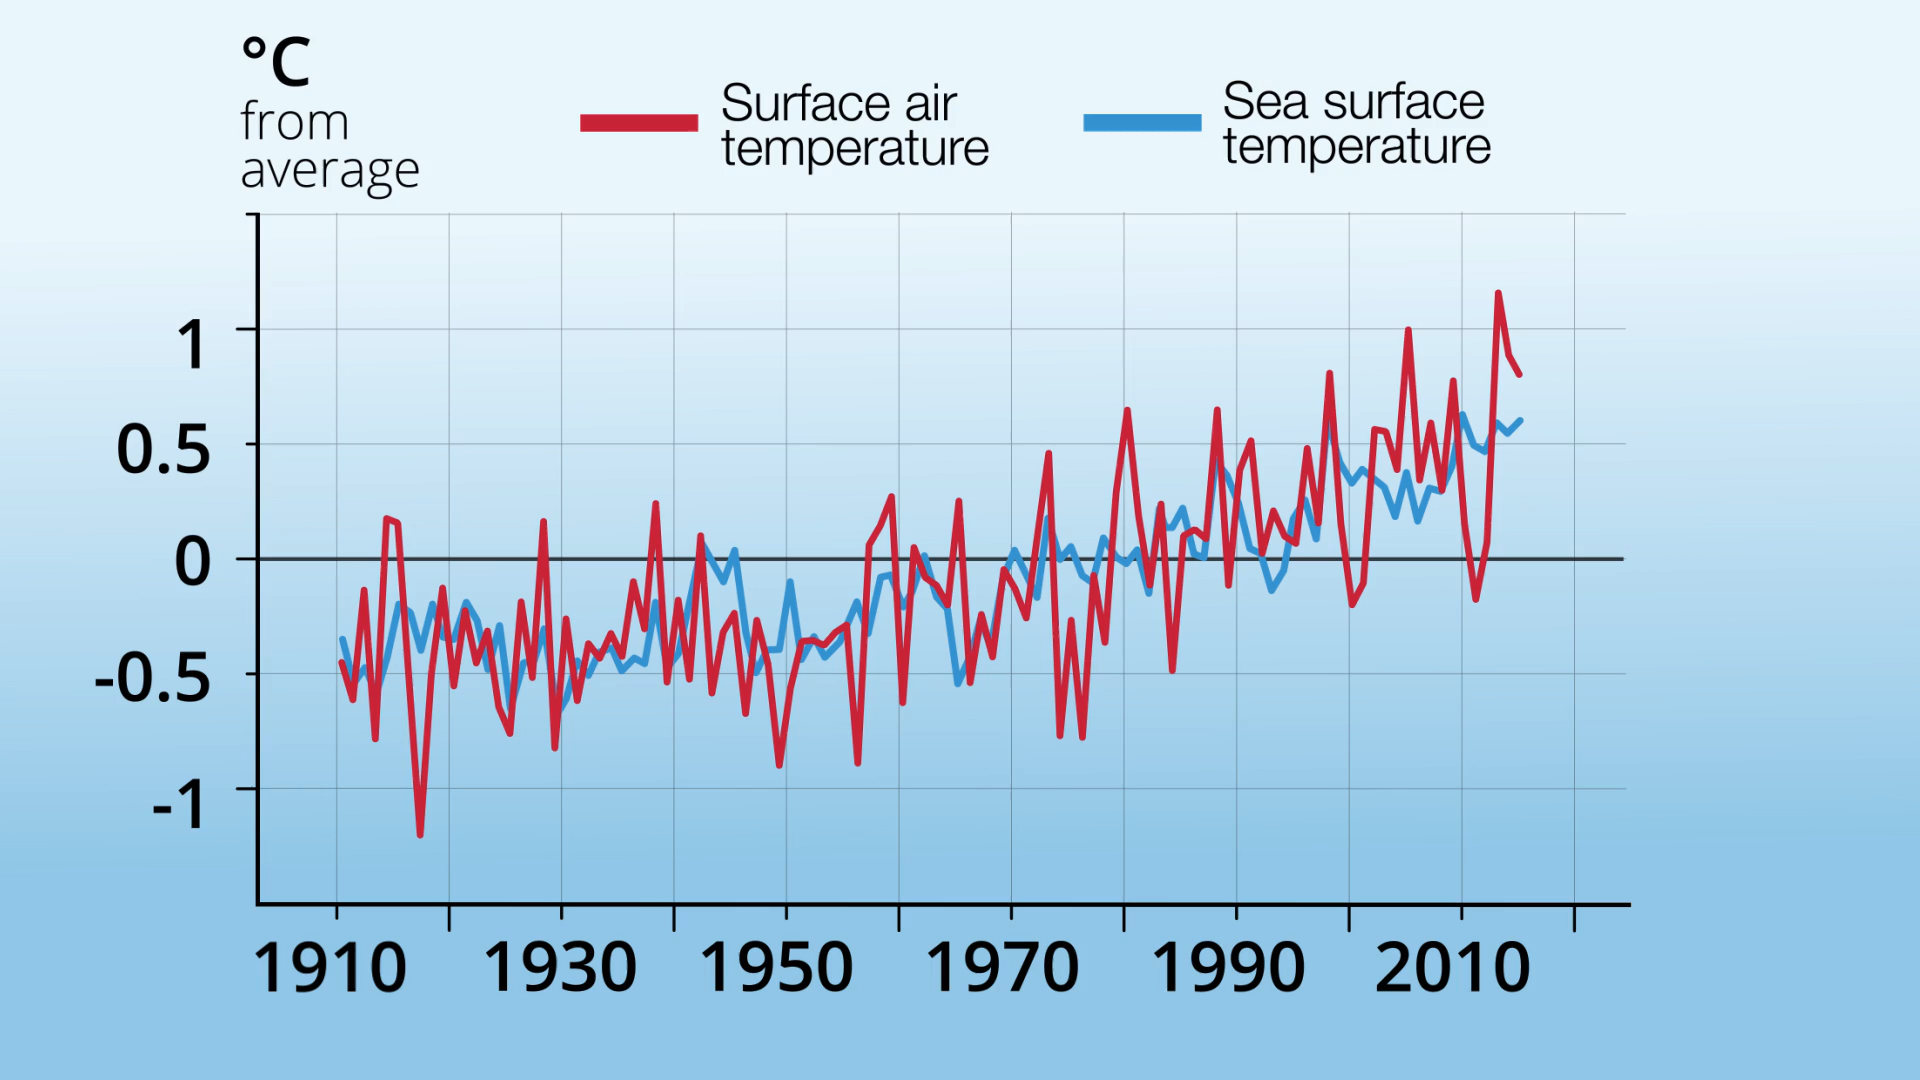 °C
from
average
Surface air
temperature
Sea surface
temperature
1
0.5
0
-0.5
-1
1910 1930 1950 1970 1990 2010